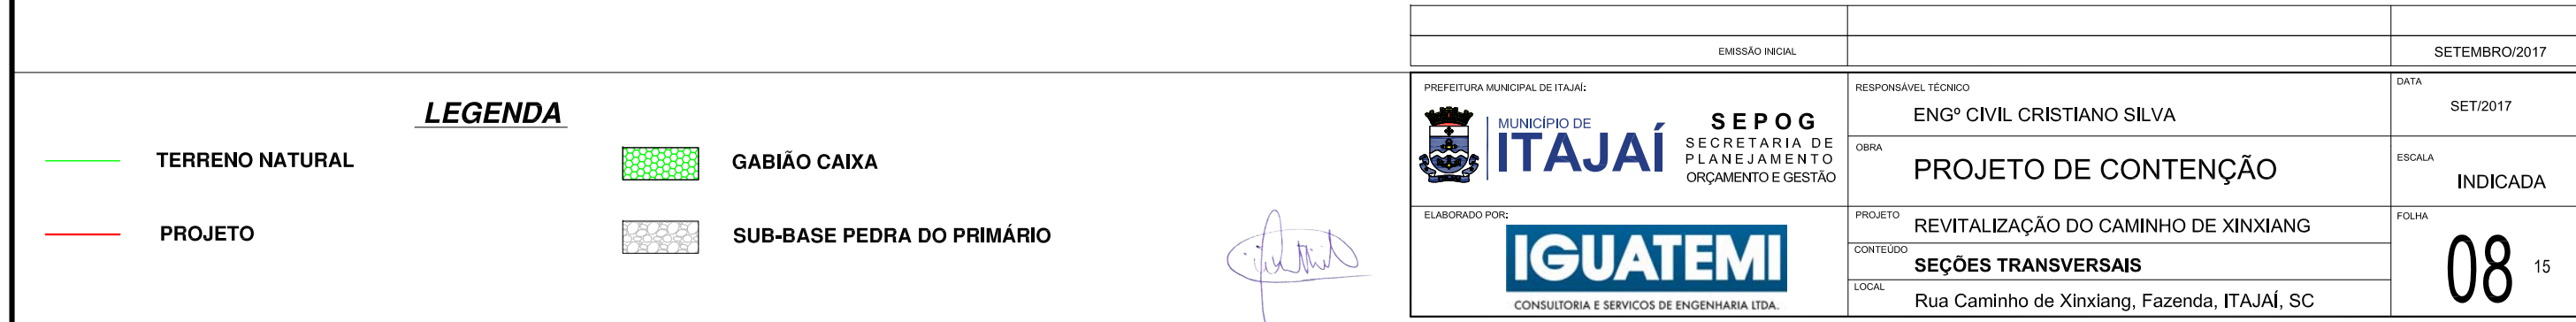 EMISSÃO INICIAL
SETEMBRO/2017
LEGENDA
TERRENO NATURAL
GABIÃO CAIXA
PROJETO
SUB-BASE PEDRA DO PRIMÁRIO
PREFEITURA MUNICIPAL DE ITAJAÍ:
MUNICÍPIO DE
ITAJAÍ
SEPOG
SECRETARIA DE
PLANEJAMENTO
ORÇAMENTO E GESTÃO
RESPONSÁVEL TÉCNICO
ENGº CIVIL CRISTIANO SILVA
DATA
SET/2017
OBRA
PROJETO DE CONTENÇÃO
ESCALA
INDICADA
ELABORADO POR:
IGUATEMI
CONSULTORIA E SERVICOS DE ENGENHARIA LTDA.
PROJETO
REVITALIZAÇÃO DO CAMINHO DE XINXIANG
CONTEÚDO
SEÇÕES TRANSVERSAIS
LOCAL
Rua Caminho de Xinxiang, Fazenda, ITAJAÍ, SC
FOLHA
08 15